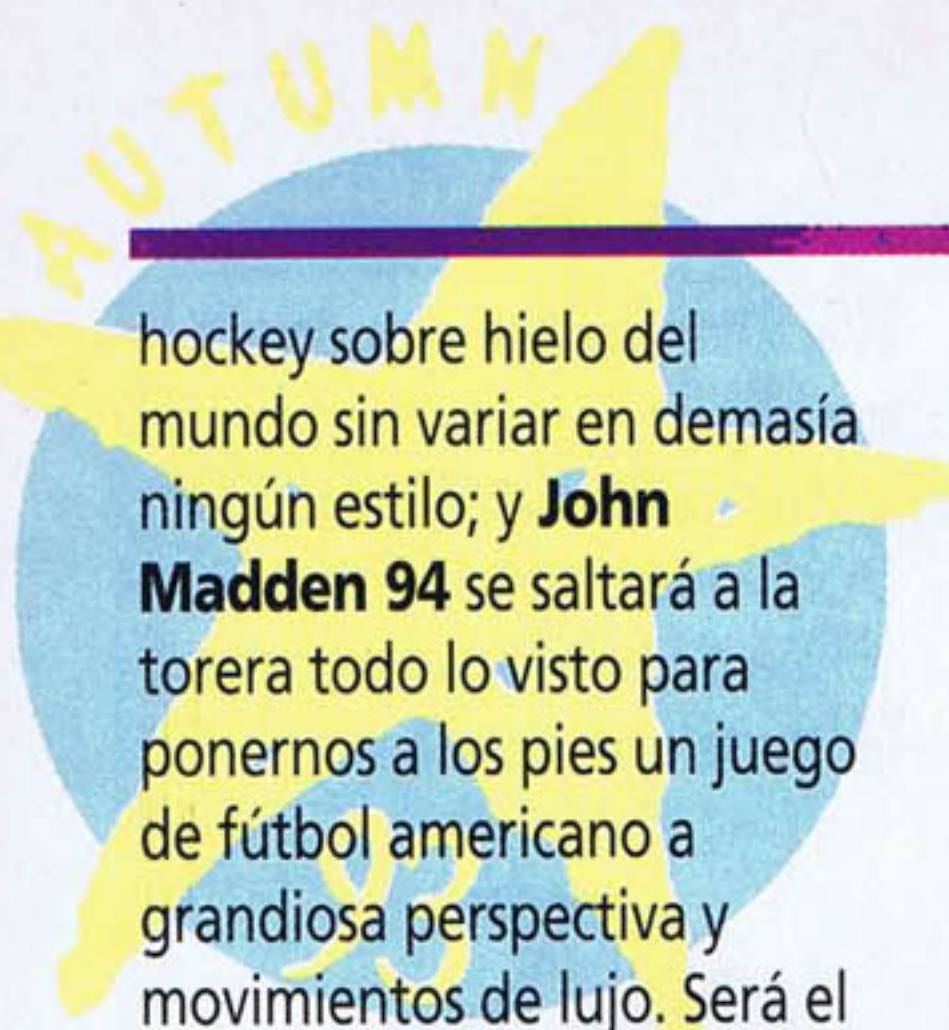 AUTUMN
hockey sobre hielo del
mundo sin variar en demasía
ningún estilo; y John
Madden 94 se saltará a la
torera todo lo visto para
ponernos a los pies un juego
de fútbol americano a
grandiosa perspectiva y
movimientos de lujo. Será el
93